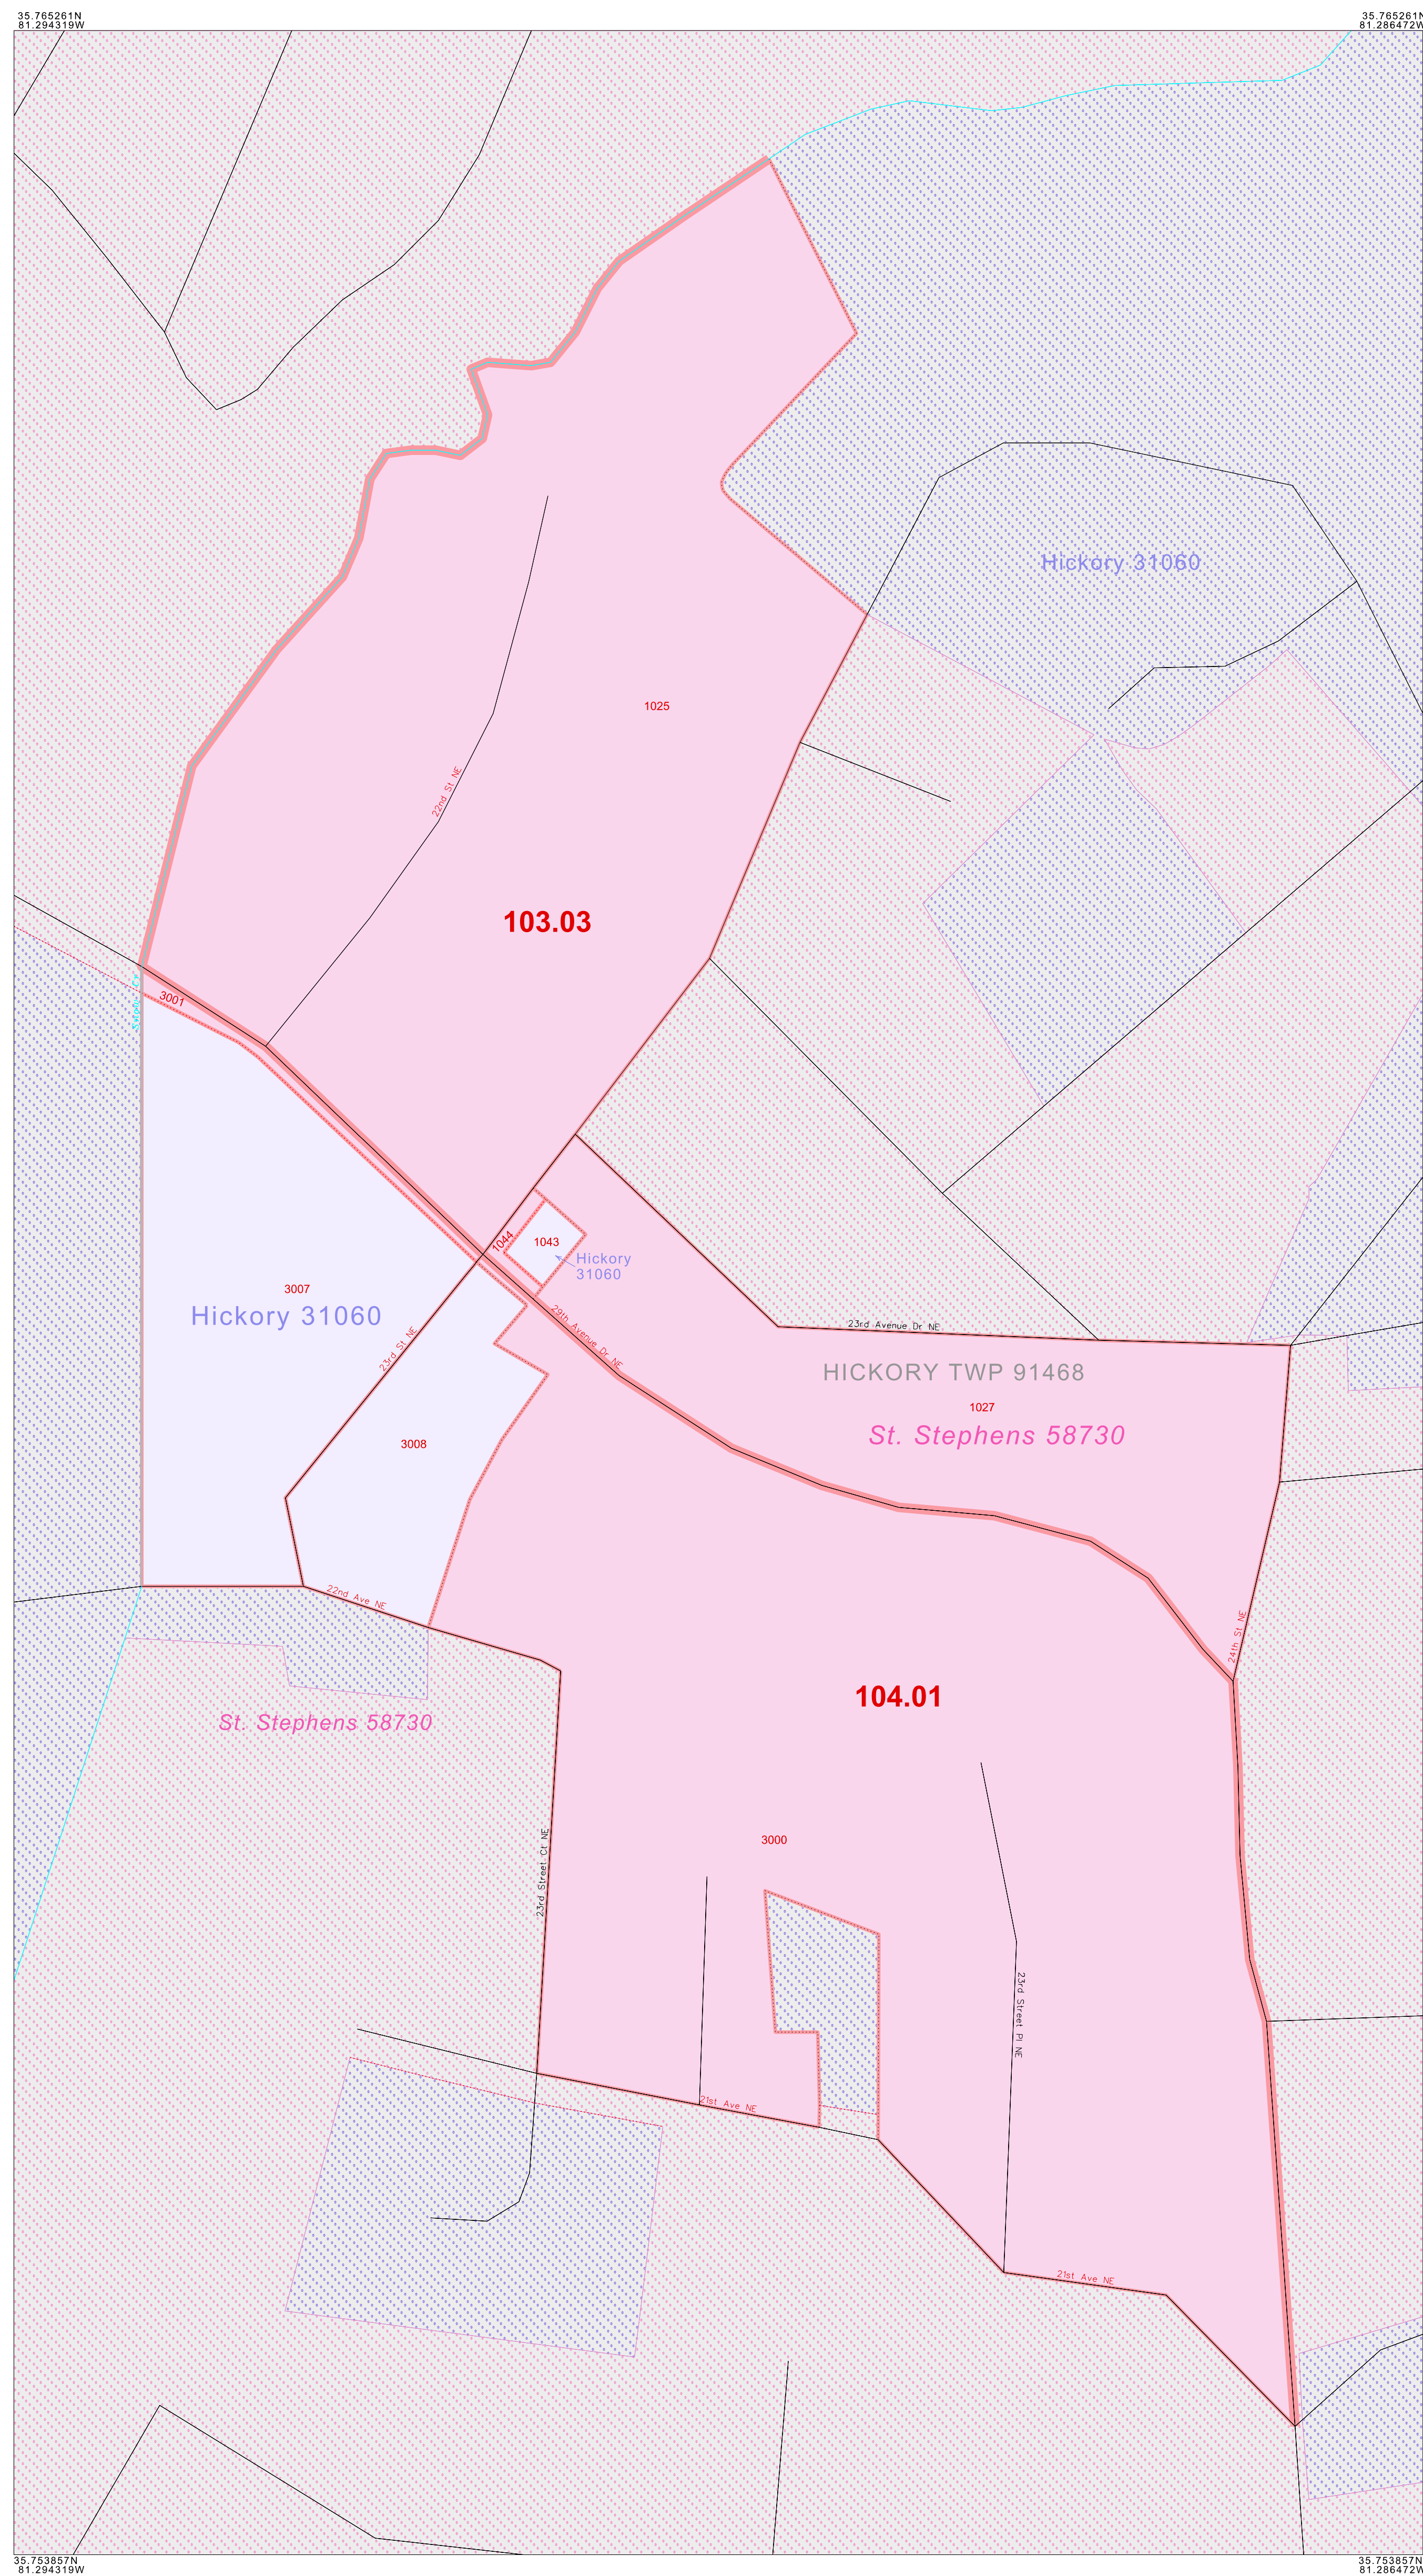 35.765261N
81.294319W
35.765261N
81.286472W
Hickory 31060
1025
22nd St NE
103.03
3001
Snow Cr
1044
1043
Hickory
31060
3007
Hickory 31060
29th Avenue Dr NE
23rd St NE
23rd Avenue Dr NE
HICKORY TWP 91468
1027
St. Stephens 58730
3008
22nd Ave NE
24th St NE
104.01
St. Stephens 58730
3000
23rd Street Ct NE
23rd Street Pl NE
21st Ave NE
21st Ave NE
35.753857N
81.294319W
35.753857N
81.286472W